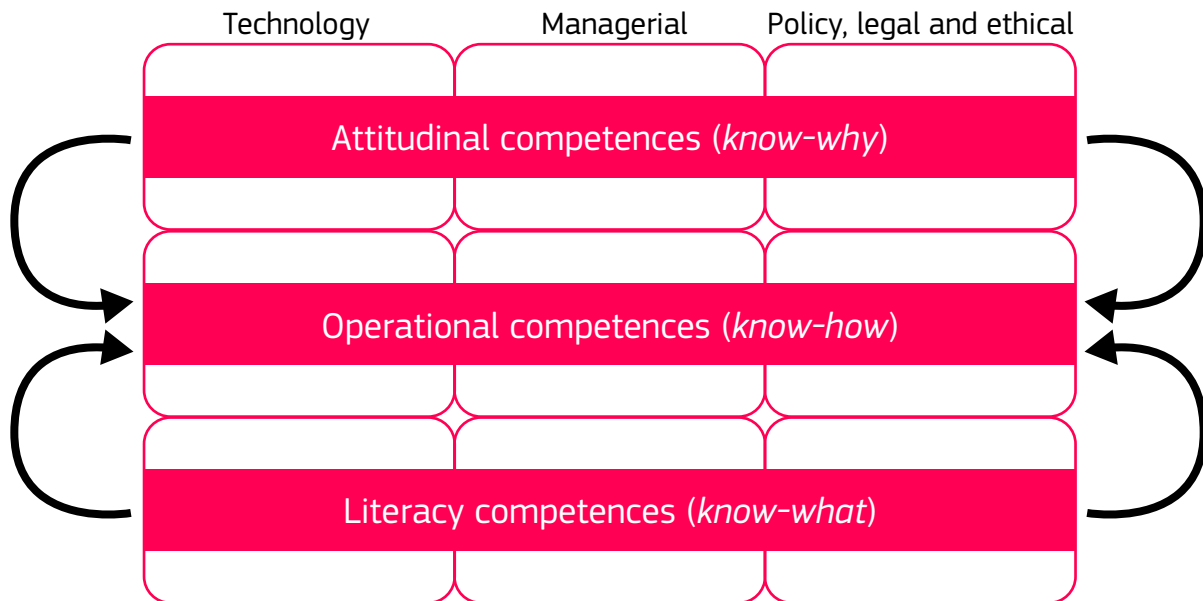 Technology Managerial Policy, legal and ethical
Attitudinal competences (know-why)
Operational competences (know-how)
Literacy competences (know-what)